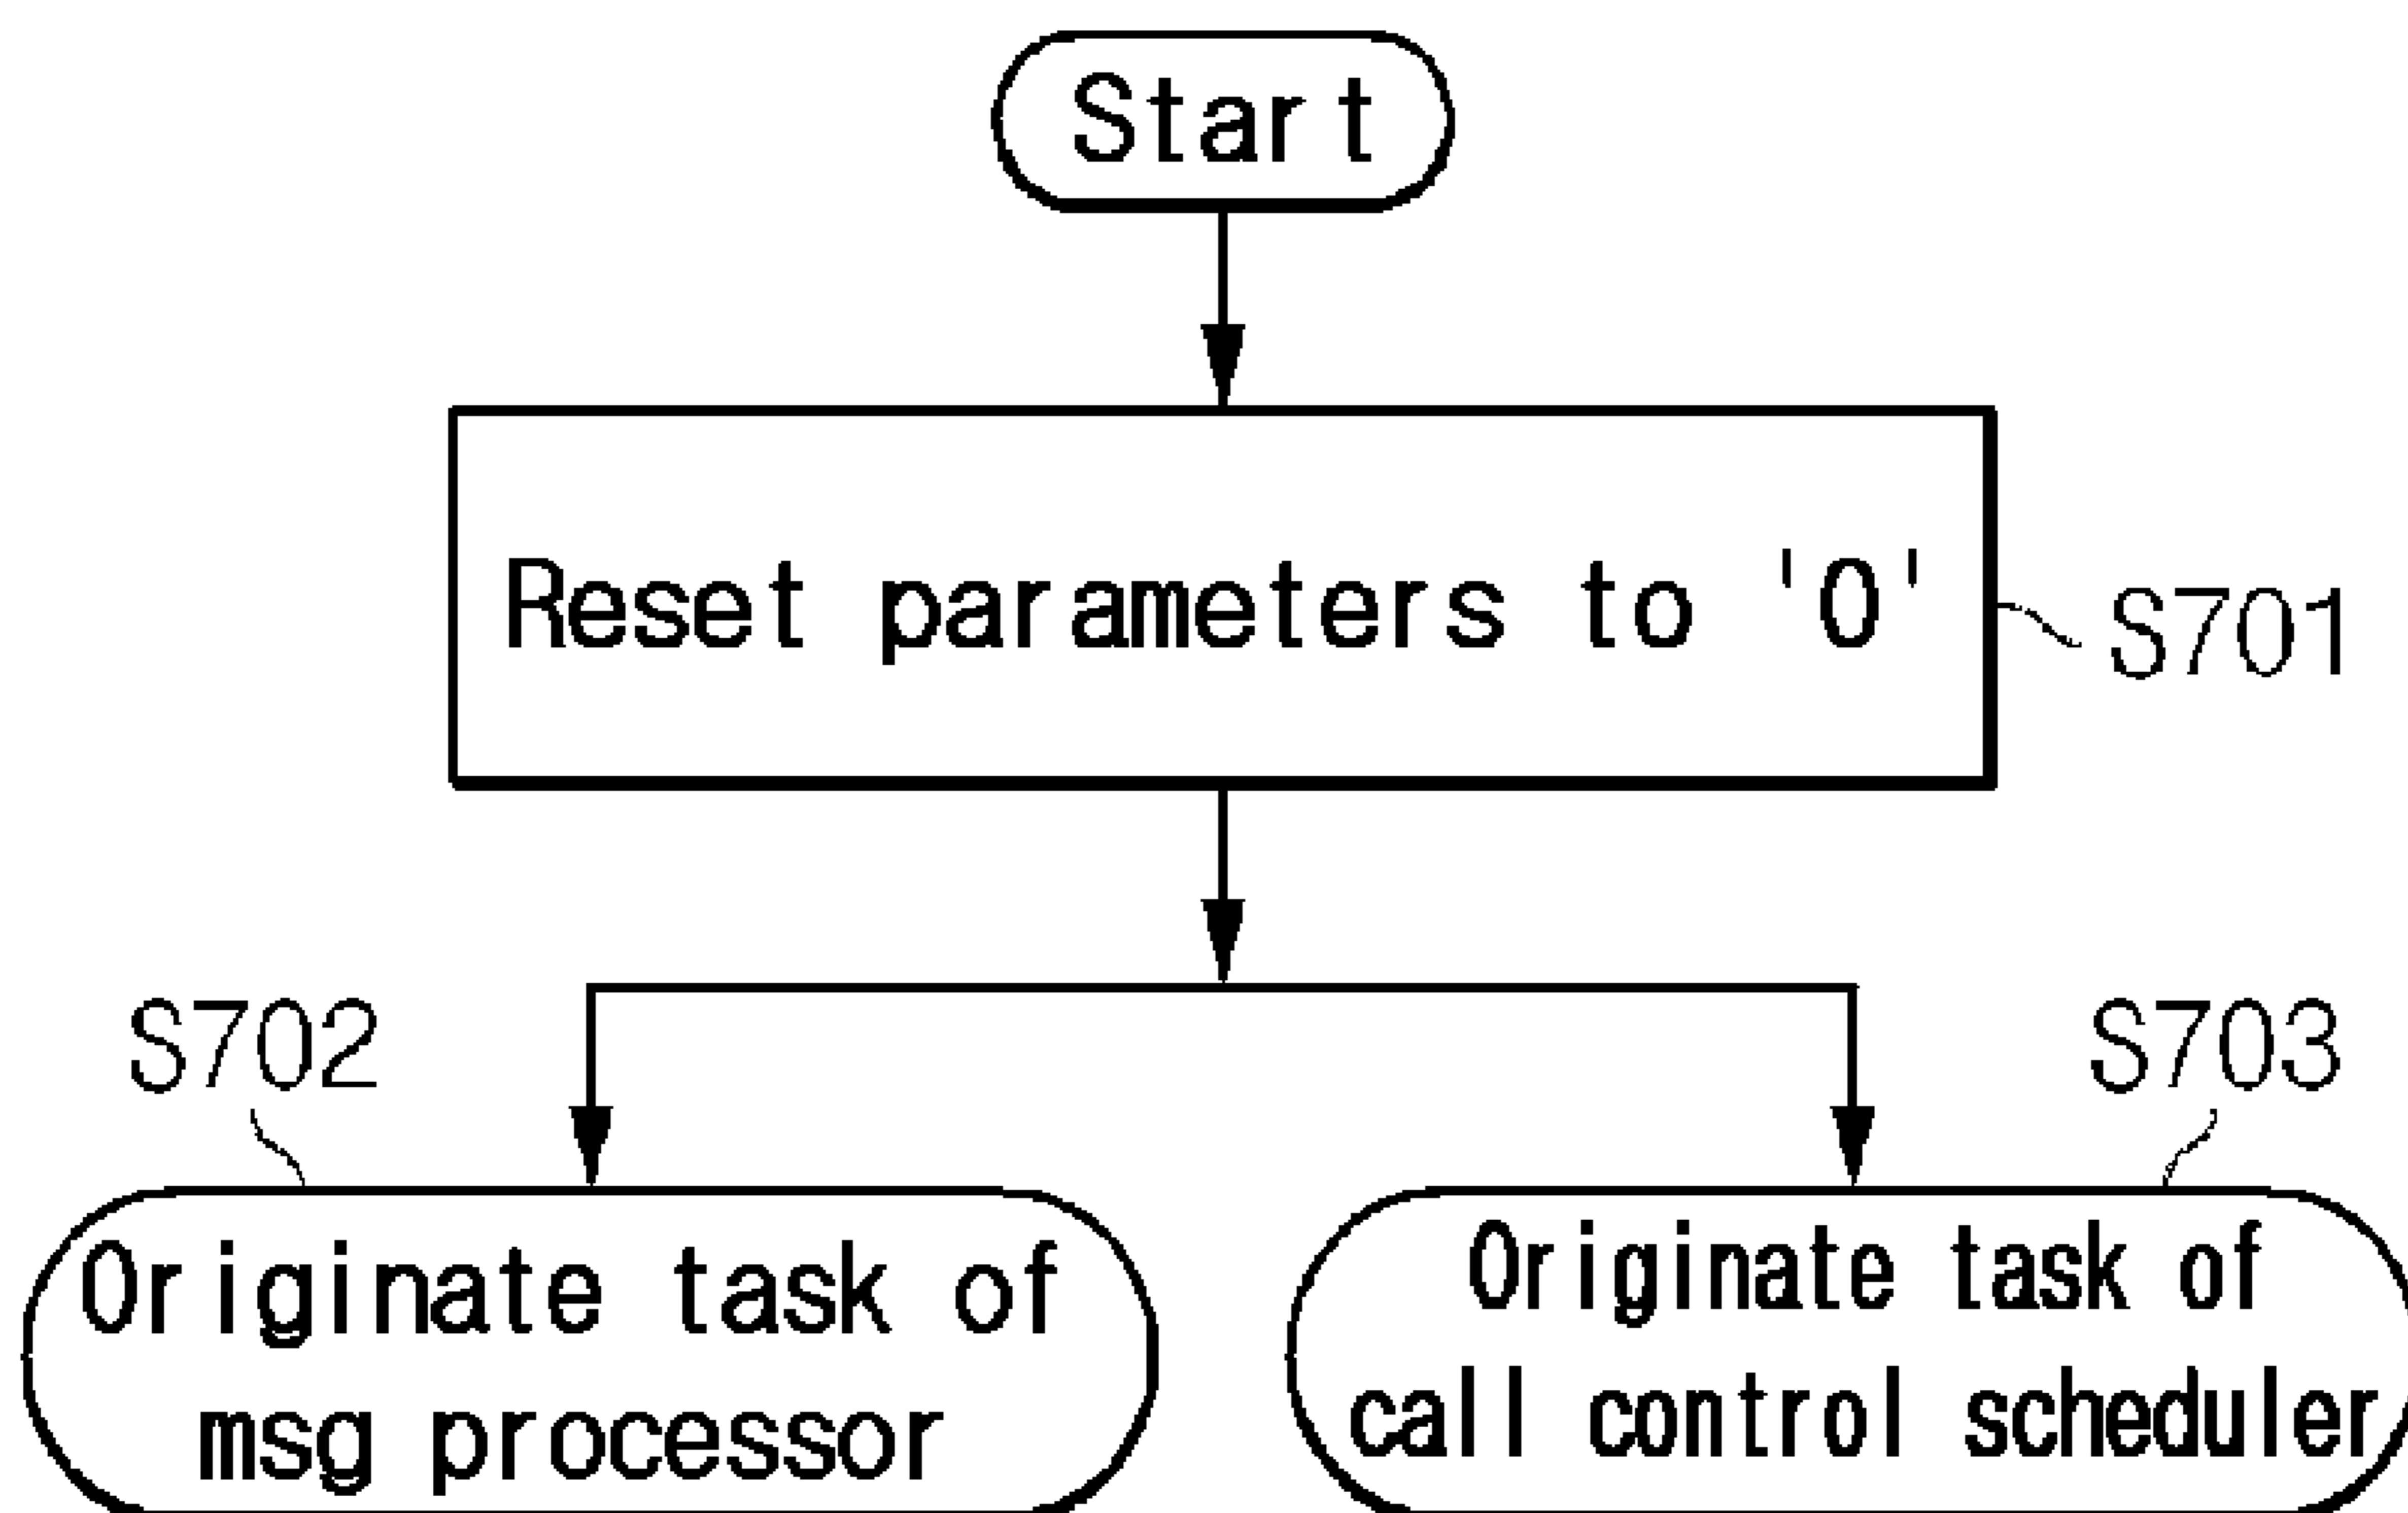 Start
Reset parameters to '0'
S701
S702
S703
Originate task of
msg processor
Originate task of
call control scheduler